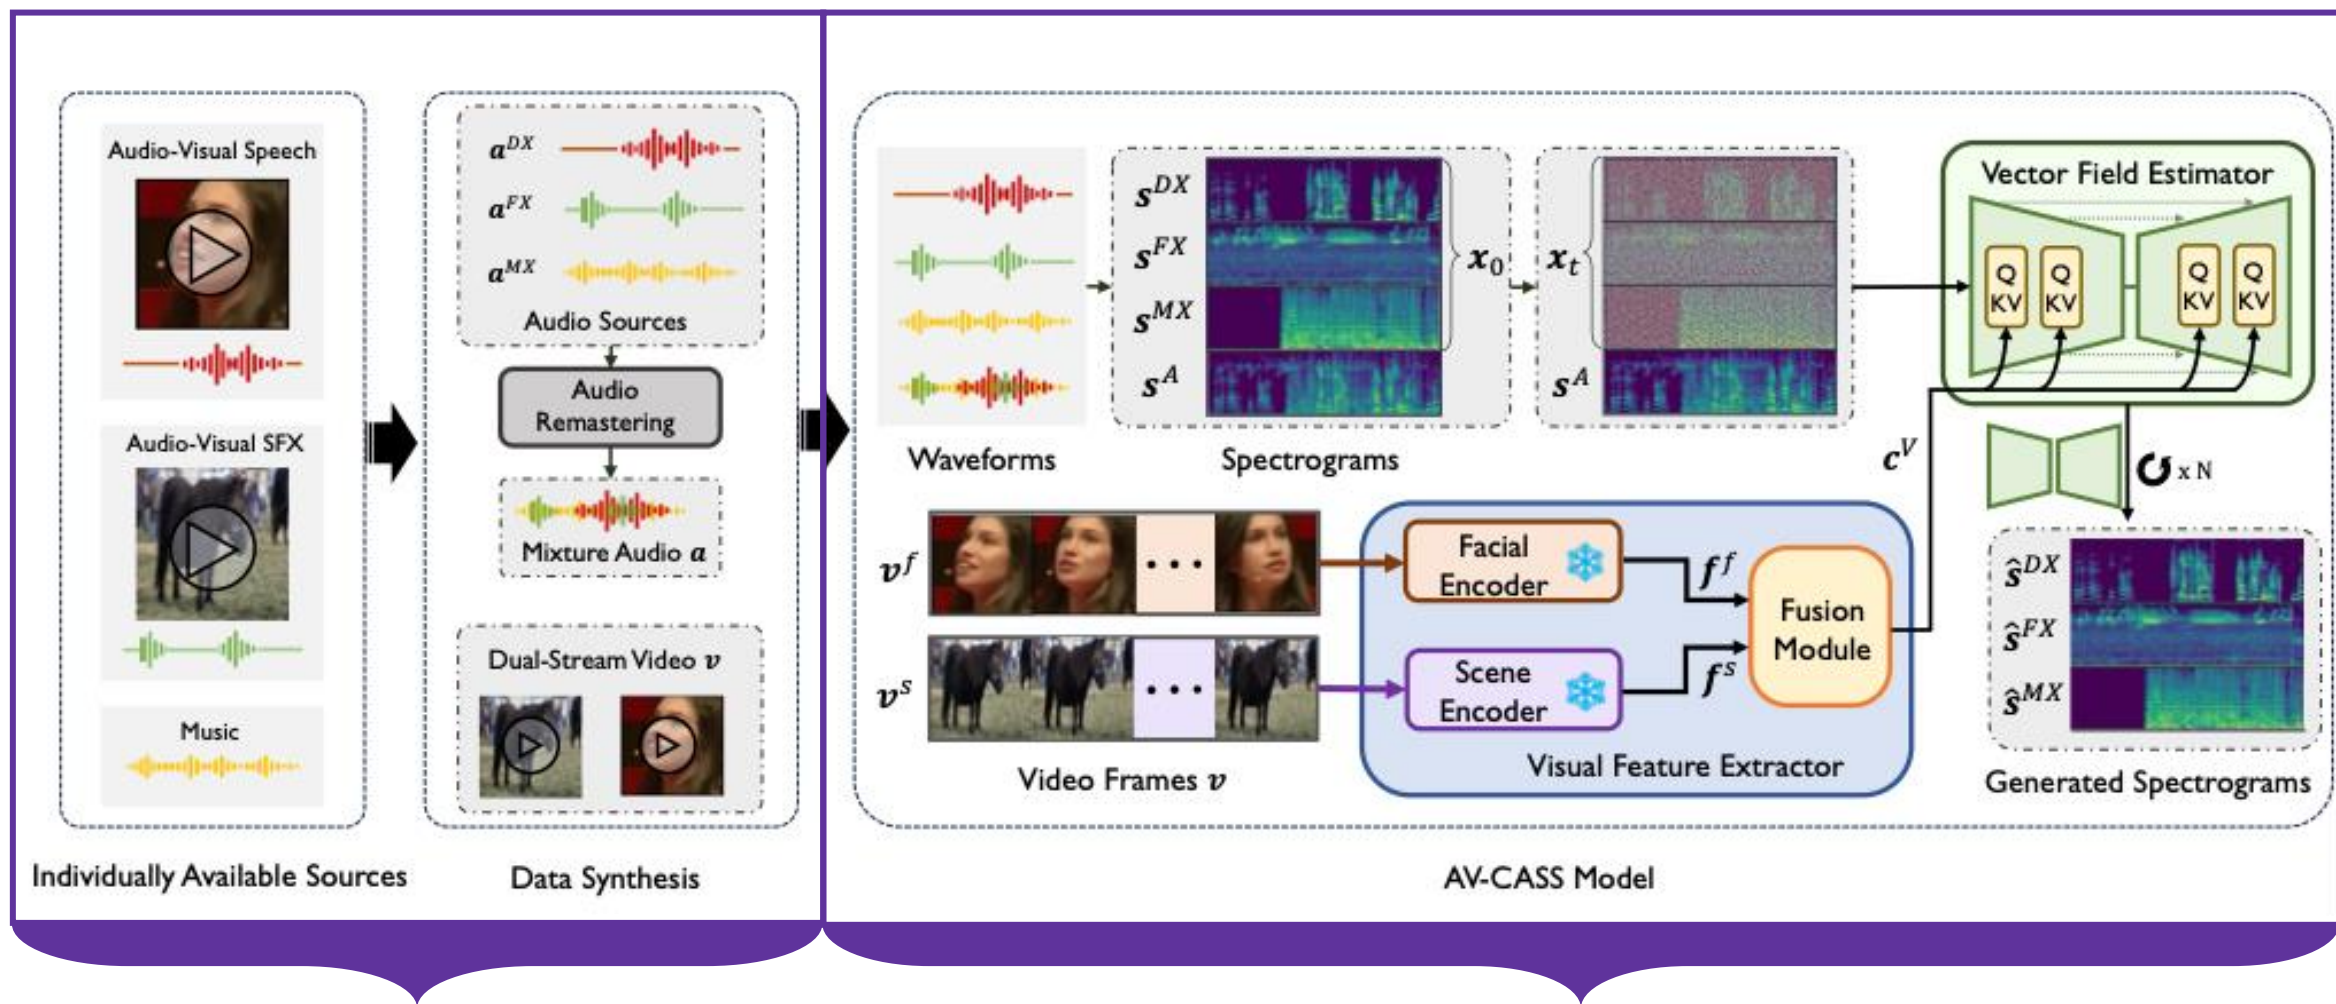 Audio-Visual Speech
Audio-Visual SFX
Music
Individually Available Sources
a^DX
a^FX
a^MX
Audio Sources
Audio
Remastering
Mixture Audio a
Dual-Stream Video v
Data Synthesis
Waveforms
s^DX
s^FX
s^MX
s^A
x_0
Spectrograms
x_t
s^A
Vector Field Estimator
Q
KV
Q
KV
Q
KV
Q
KV
c^V
x N
v^f
v^s
Video Frames v
Facial
Encoder
Scene
Encoder
f^f
f^s
Fusion
Module
Visual Feature Extractor
ŝ^DX
ŝ^FX
ŝ^MX
Generated Spectrograms
AV-CASS Model